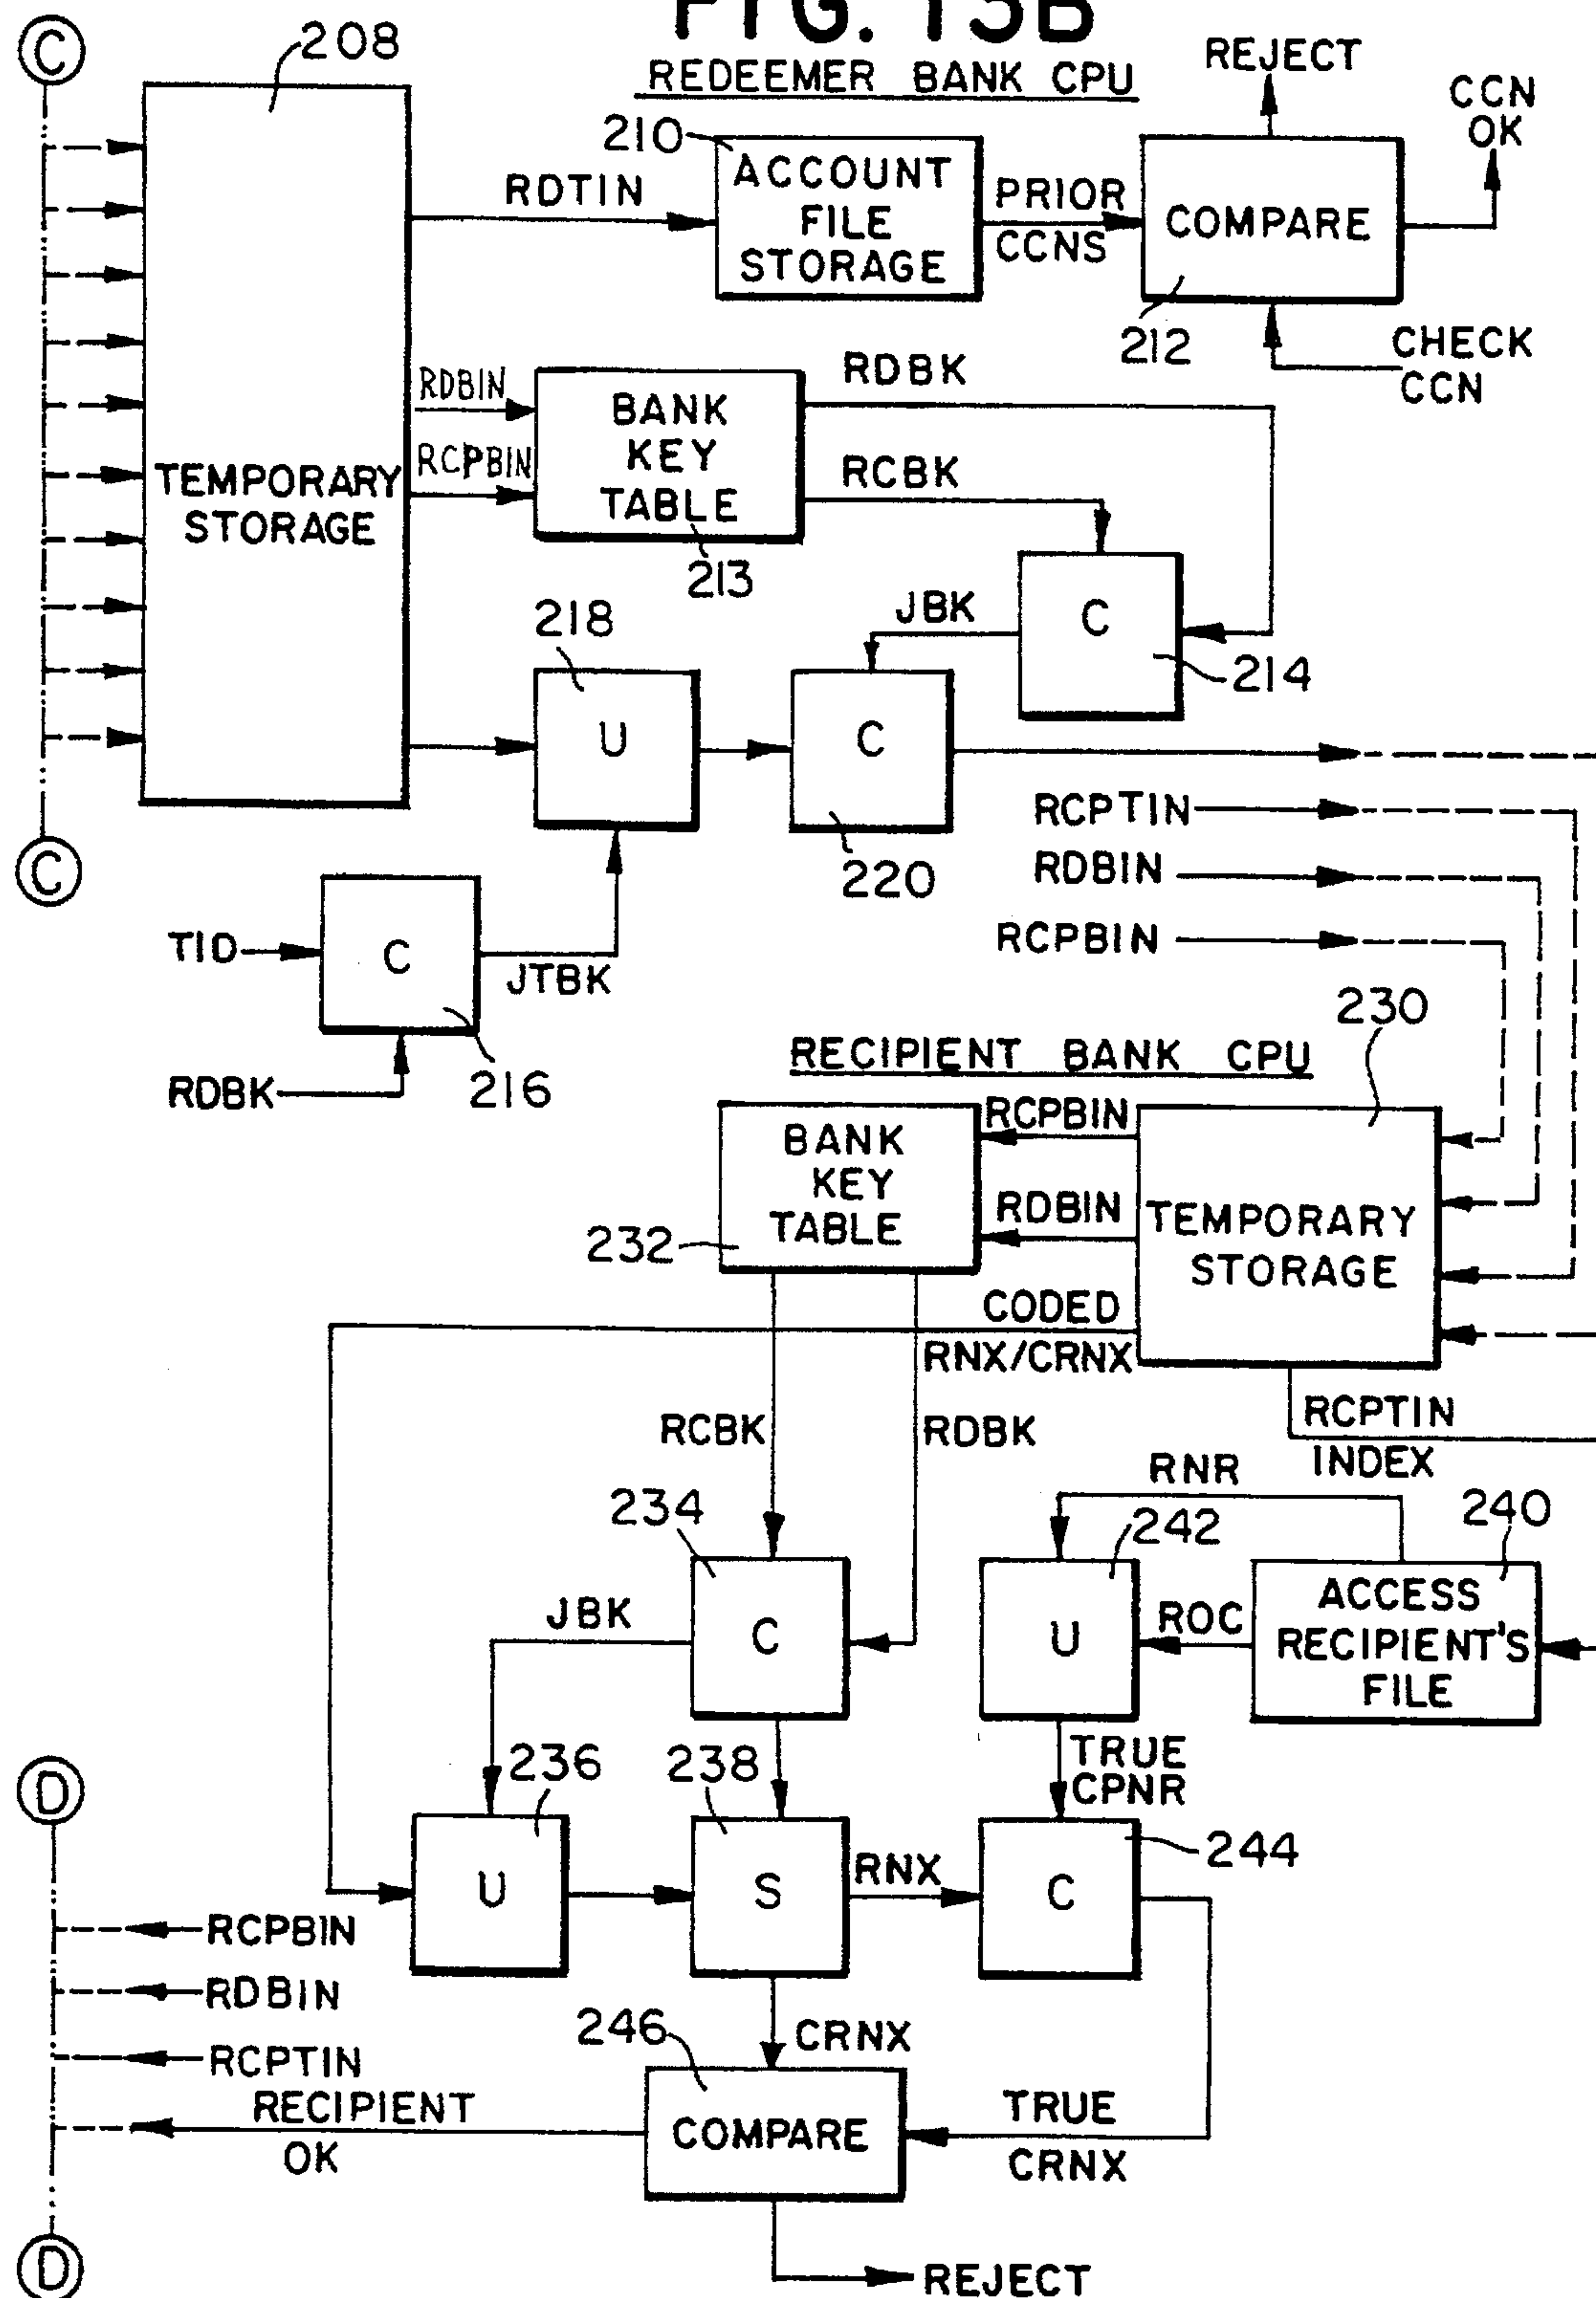 FIG. 13B
REDEEMER BANK CPU
C
208
REJECT
CCN
OK
210
ACCOUNT
FILE
STORAGE
RDTIN
PRIOR
CCNS
COMPARE
212
CHECK
CCN
TEMPORARY
STORAGE
RDBIN
RCPBIN
BANK
KEY
TABLE
213
RDBK
RCBK
C
214
JBK
218
U
C
220
C
RCPTIN
RDBIN
RCPBIN
TID
C
JTBK
RDBK
216
230
RECIPIENT BANK CPU
BANK
KEY
TABLE
232
RCPBIN
RDBIN
TEMPORARY
STORAGE
CODED
RNX/CRNX
RCPTIN
INDEX
RCBK
RDBK
RNR
234
242
240
C
U
ROC
ACCESS
RECIPIENT'S
FILE
JBK
TRUE
CPNR
236
238
244
D
U
S
RNX
C
RCPBIN
RDBIN
RCPTIN
246
CRNX
RECIPIENT
OK
COMPARE
TRUE
CRNX
D
REJECT